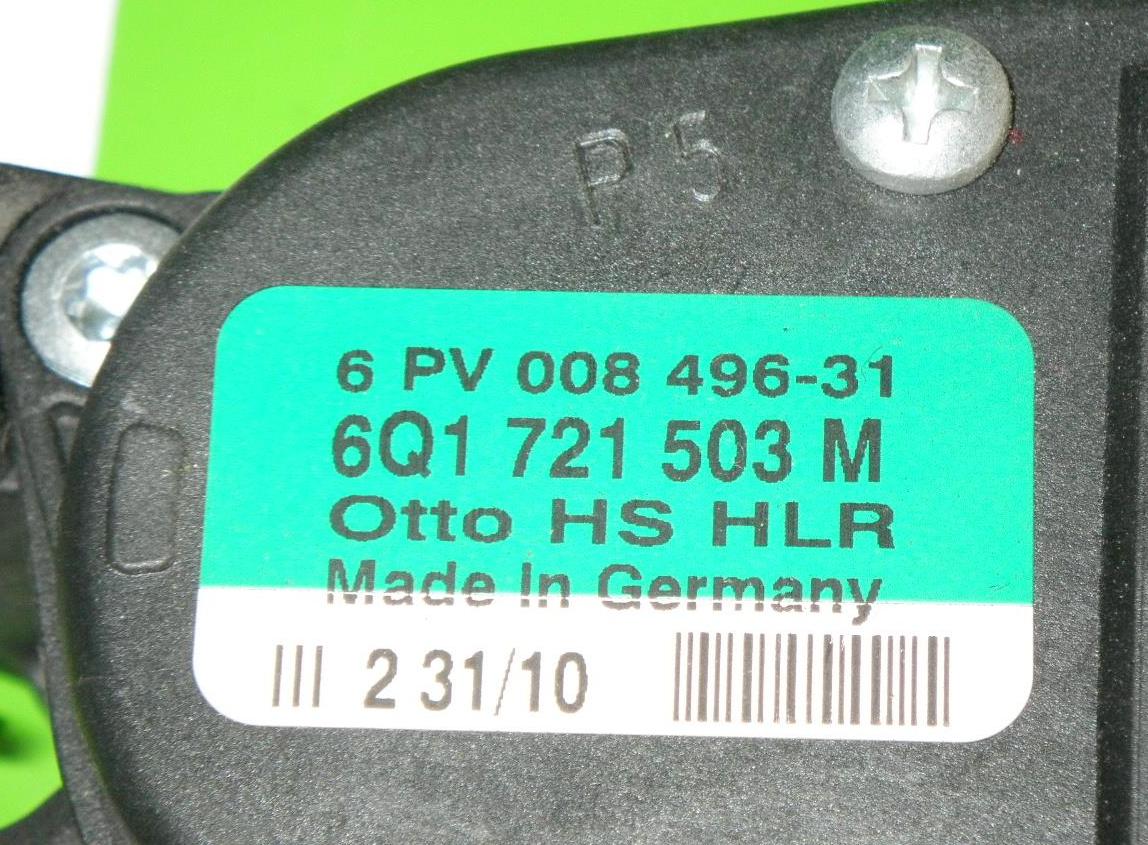 P 5
6 PV 008 496-31
6Q1 721 503 M
Otto HS HLR
Made In Germany
III 2 31/10